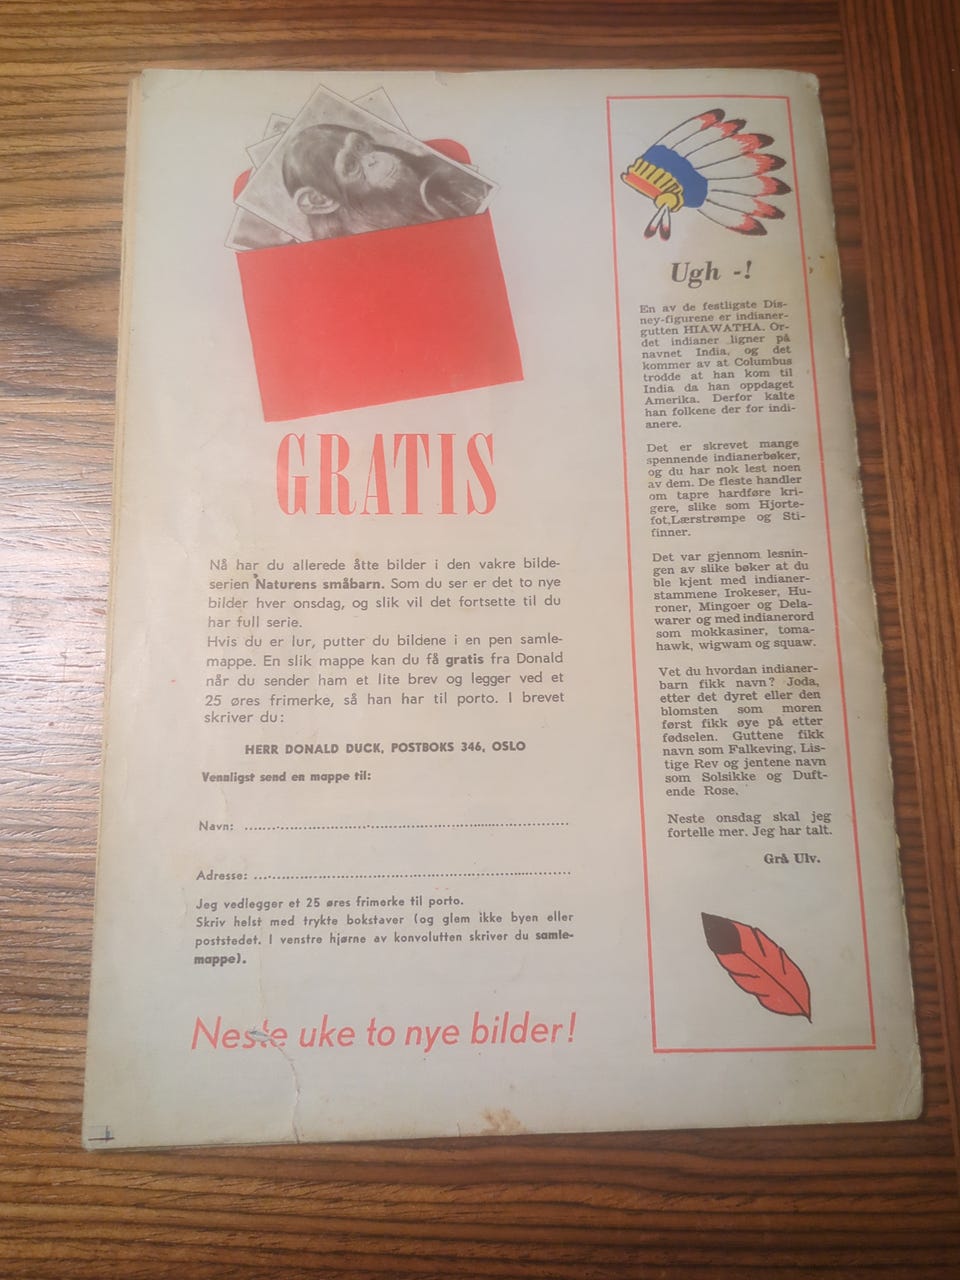 GRATIS
Nå har du allerede åtte bilder i den vakre bilde-
serien Naturens småbarn. Som du ser er det to nye
bilder hver onsdag, og slik vil det fortsette til du
har full serie.
Hvis du er lur, putter du bildene i en pen samle-
mappe. En slik mappe kan du få gratis fra Donald
når du sender ham et lite brev og legger ved et
25 øres frimerke, så han har til porto. I brevet
skriver du:
HERR DONALD DUCK, POSTBOKS 346, OSLO
Vennligst send en mappe til:
Navn: ........................................................
Adresse: ........................................................
Jeg vedlegger et 25 øres frimerke til porto.
Skriv helst med trykte bokstaver (og glem ikke byen eller
poststedet. I venstre hjørne av konvolutten skriver du samle-
mappe).
Neste uke to nye bilder!
Ugh -!
En av de festligste Dis-
ney-figurene er indianer-
gutten HIAWATHA. Or-
det indianer ligner på
navnet India, og det
kommer av at Columbus
trodde at han kom til
India da han oppdaget
Amerika. Derfor kalte
han folkene der for indi-
anere.
Det er skrevet mange
spennende indianerbøker,
og du har nok lest noen
av dem. De fleste handler
om tapre hardføre kri-
gere, slike som Hjorte-
fot,Lærstrømpe og Sti-
finner.
Det var gjennom lesnin-
gen av slike bøker at du
ble kjent med indianer-
stammene Irokeser, Hu-
roner, Mingoer og Dela-
warer og med indianerord
som mokkasiner, toma-
hawk, wigwam og squaw.
Vet du hvordan indianer-
barn fikk navn? Joda,
etter det dyret eller den
blomsten som moren
først fikk øye på etter
fødselen. Guttene fikk
navn som Falkeving, Lis-
tige Rev og jentene navn
som Solsikke og Duft-
ende Rose.
Neste onsdag skal jeg
fortelle mer. Jeg har talt.
Grå Ulv.